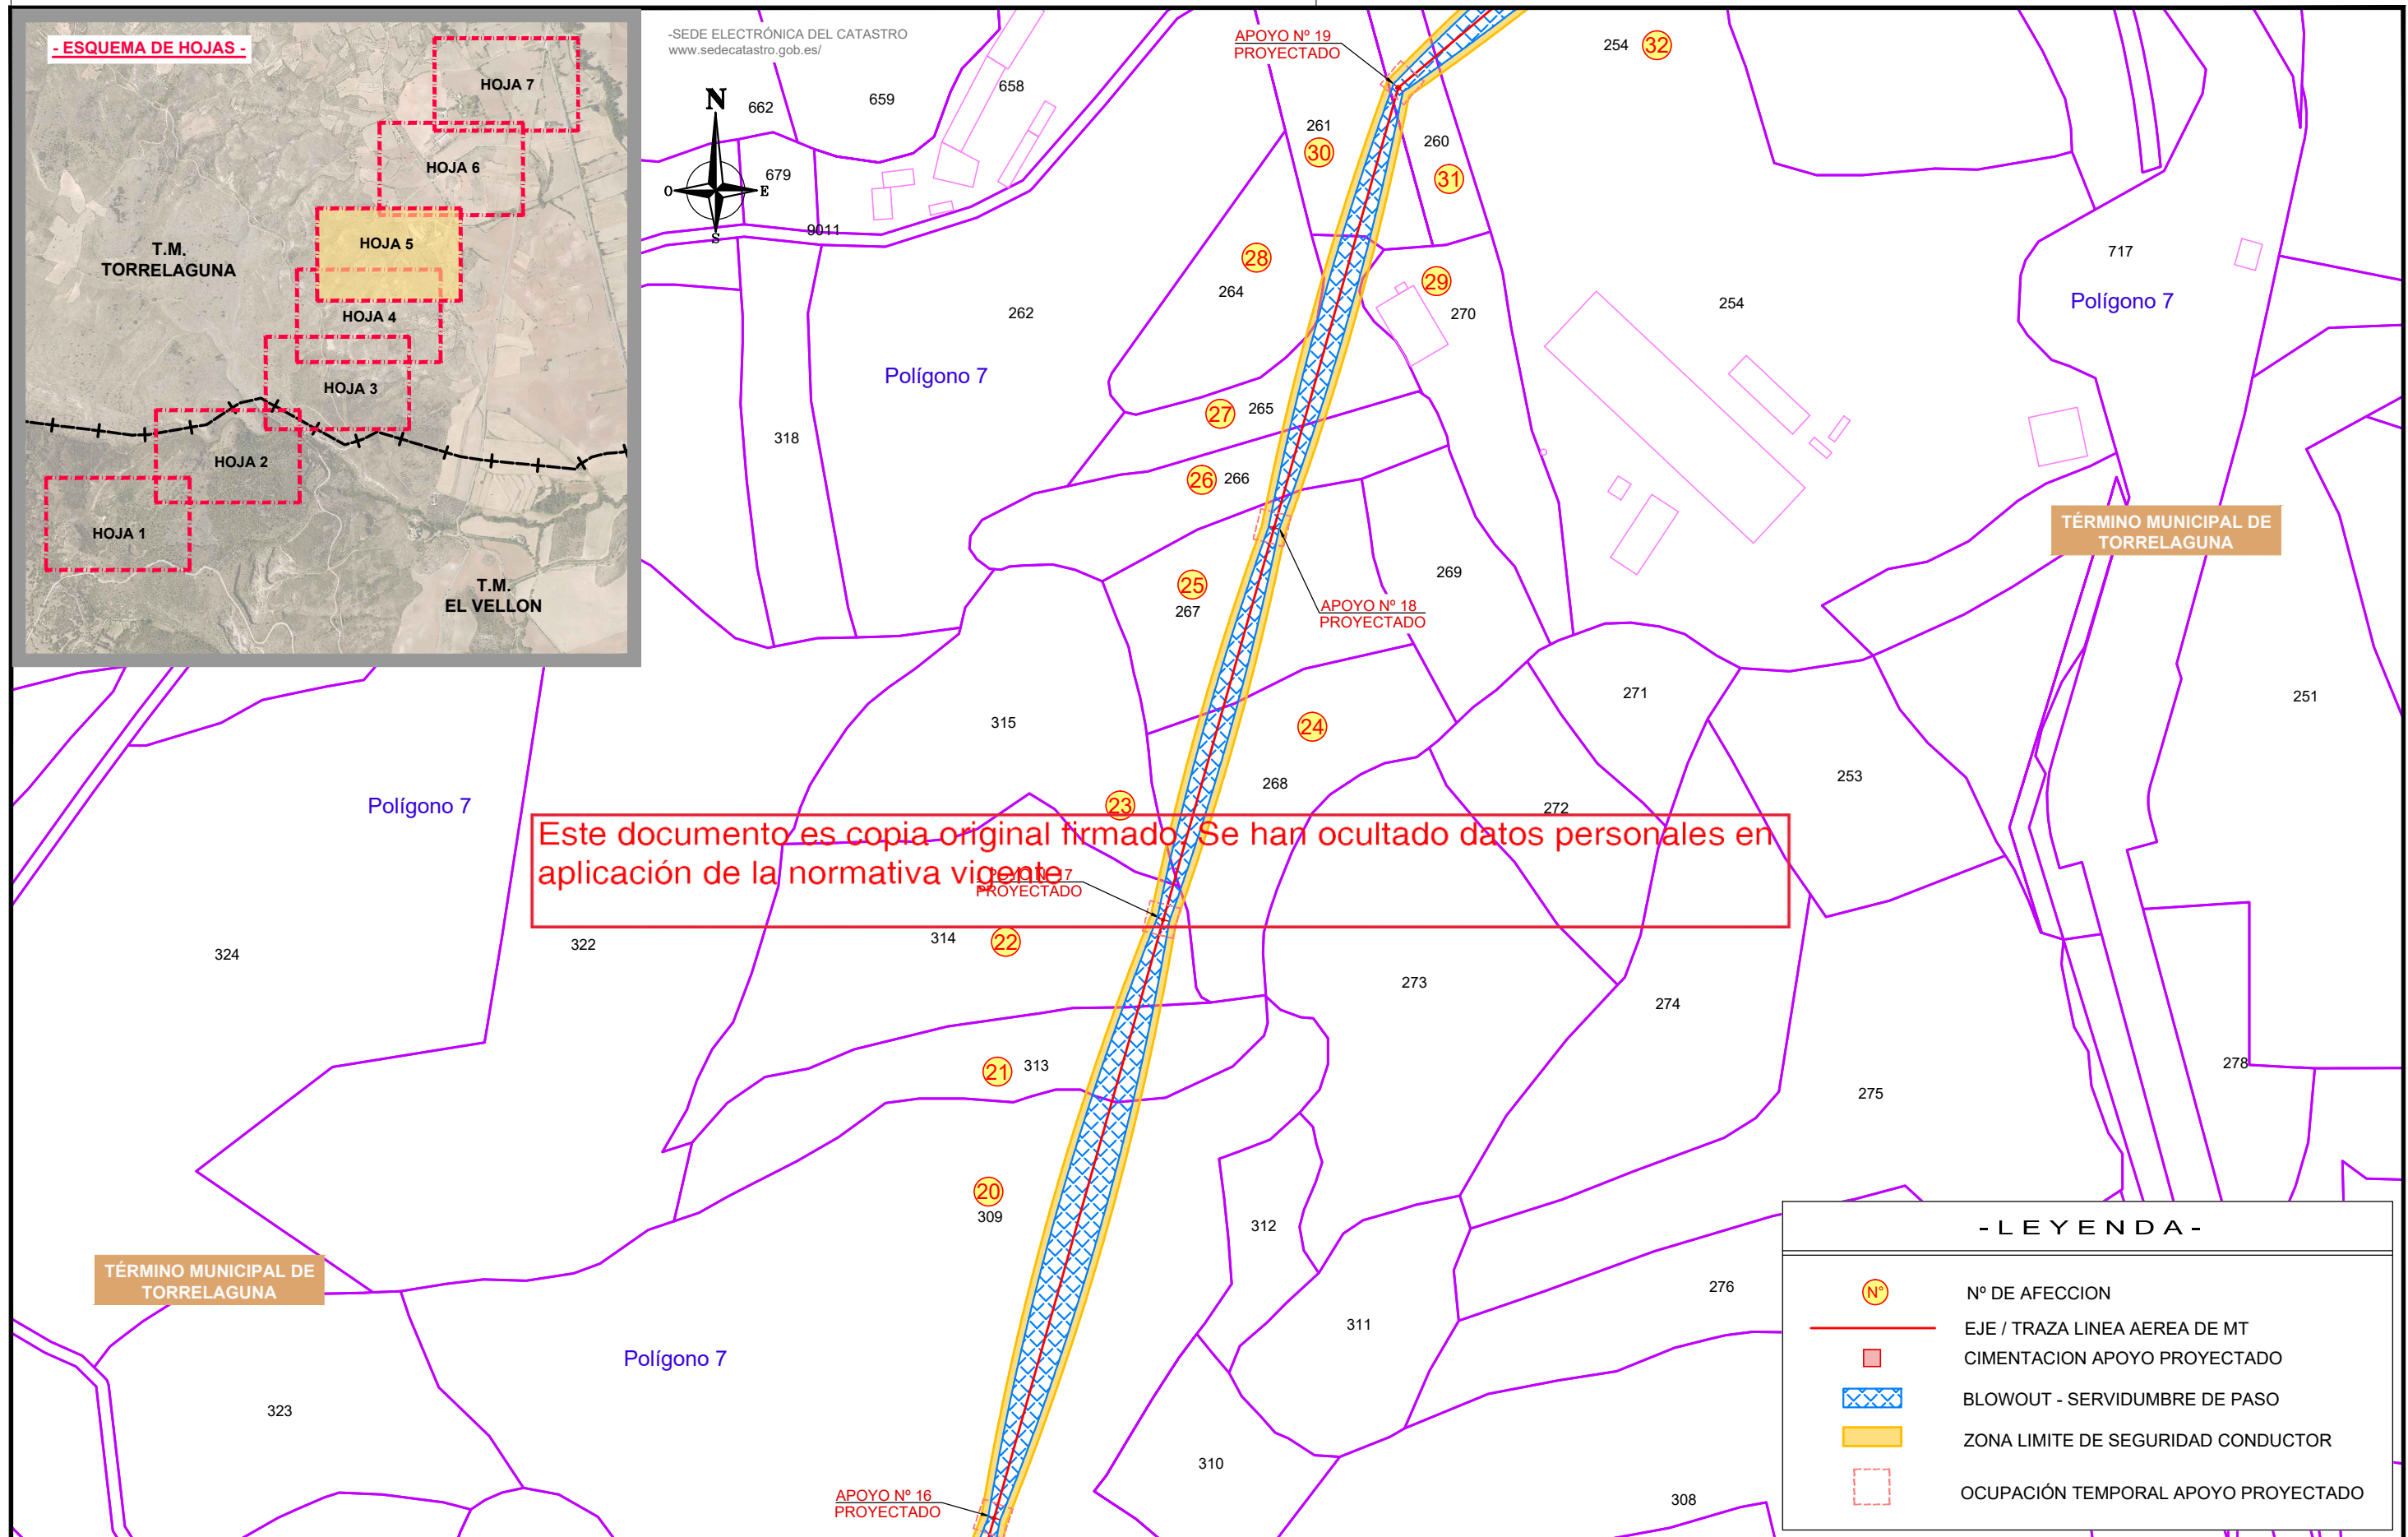 - ESQUEMA DE HOJAS -
HOJA 7
HOJA 6
HOJA 5
HOJA 4
HOJA 3
HOJA 2
HOJA 1
T.M.
TORRELAGUNA
T.M.
EL VELLON
-SEDE ELECTRÓNICA DEL CATASTRO
www.sedecatastro.gob.es/
N
O
E
S
APOYO Nº 19
PROYECTADO
254
32
662
659
658
261
30
260
31
679
9011
28
264
29
270
262
254
717
Polígono 7
Polígono 7
318
27
265
26
266
TÉRMINO MUNICIPAL DE
TORRELAGUNA
25
267
269
APOYO Nº 18
PROYECTADO
315
24
268
271
251
253
272
Polígono 7
23
Este documento es copia original firmado. Se han ocultado datos personales en
aplicación de la normativa vigente
PROYECTADO
324
322
314
22
273
274
21
313
275
278
20
309
312
TÉRMINO MUNICIPAL DE
TORRELAGUNA
276
311
Polígono 7
323
310
308
APOYO Nº 16
PROYECTADO
-LEYENDA-
Nº
Nº DE AFECCION
EJE / TRAZA LINEA AEREA DE MT
CIMENTACION APOYO PROYECTADO
BLOWOUT - SERVIDUMBRE DE PASO
ZONA LIMITE DE SEGURIDAD CONDUCTOR
OCUPACIÓN TEMPORAL APOYO PROYECTADO